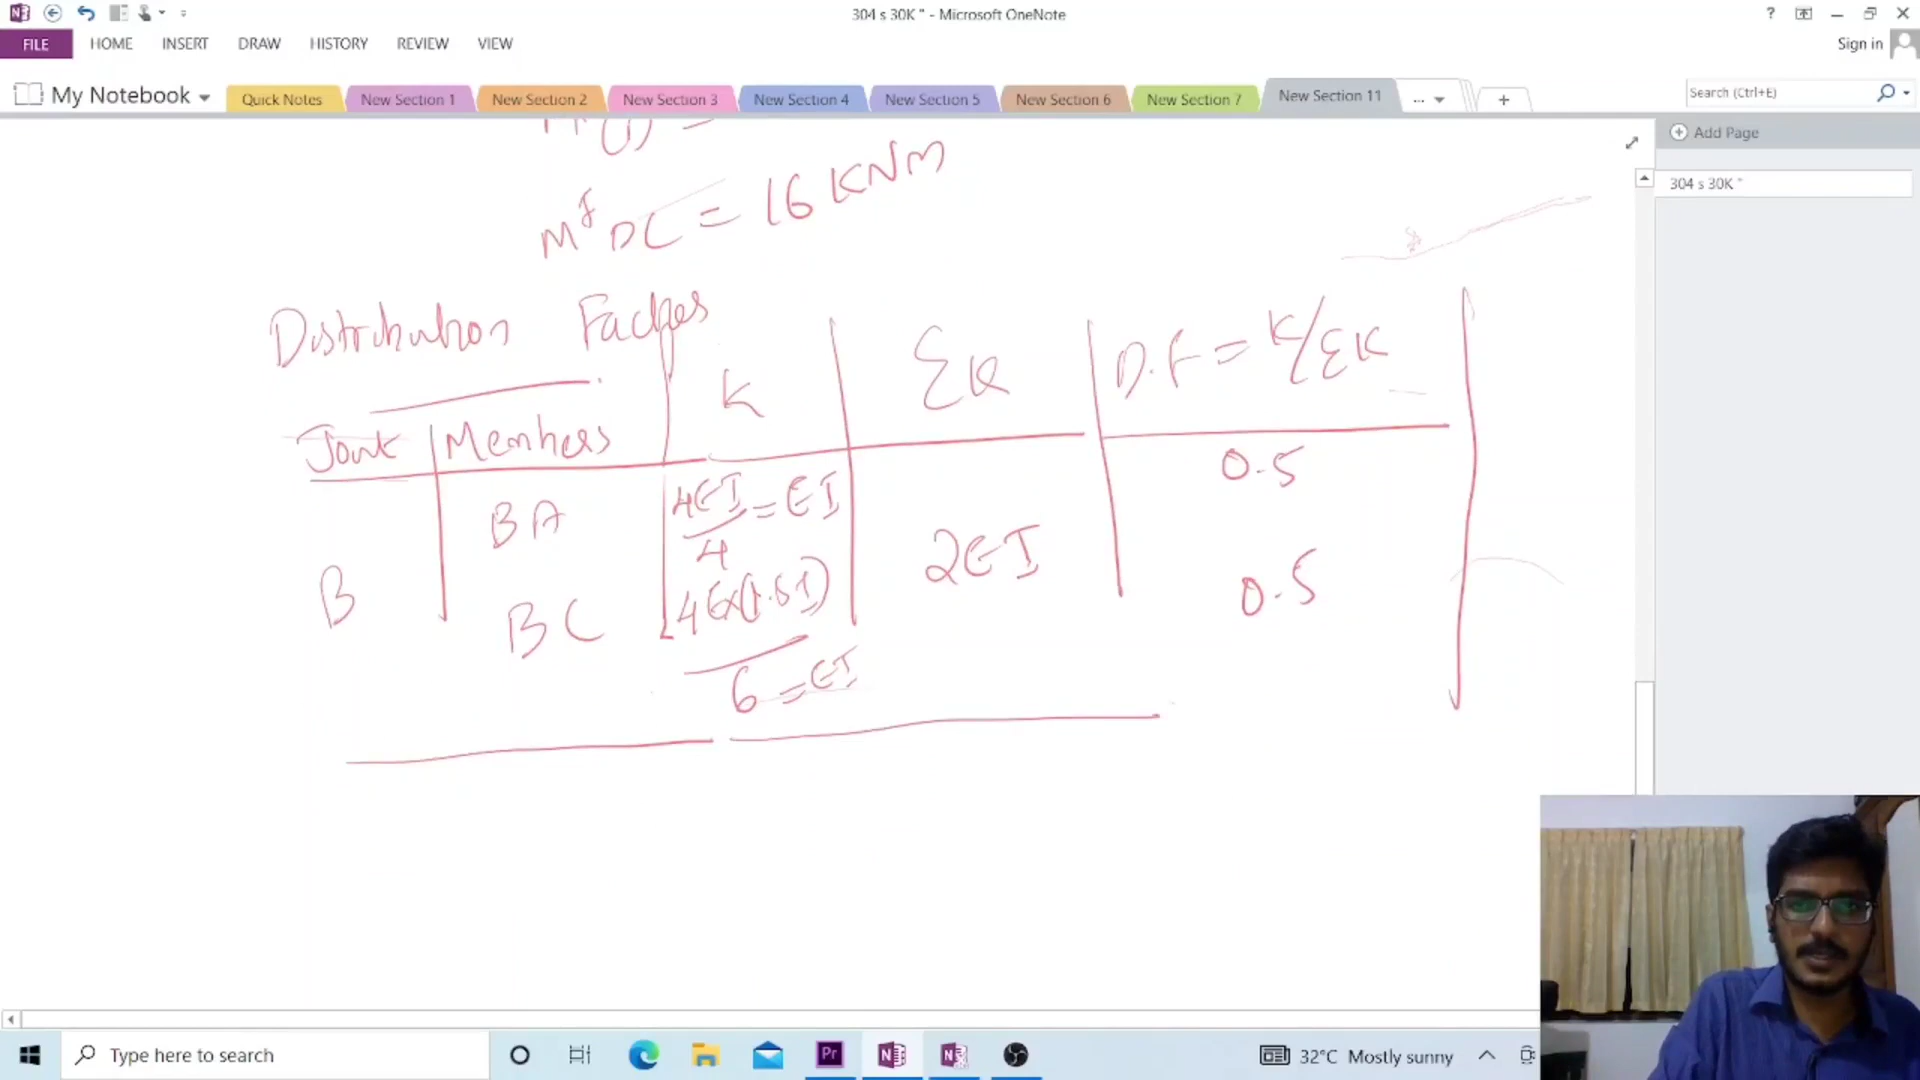 304 s 30K " - Microsoft OneNote
?
FILE HOME INSERT DRAW HISTORY REVIEW VIEW
Sign in
My Notebook
Quick Notes New Section 1 New Section 2 New Section 3 New Section 4 New Section 5 New Section 6 New Section 7 New Section 11 ... +
Search (Ctrl+E)
Add Page
304 s 30K "
M^f DC = 16 KNM
Distribution Factors
Joint Members K ΣK D.F = K/ΣK
BA 4EI/4 = EI 0.5
B 2EI
BC 4Ex(1.5I)/6 = EI 0.5
Type here to search
Pr
32°C Mostly sunny